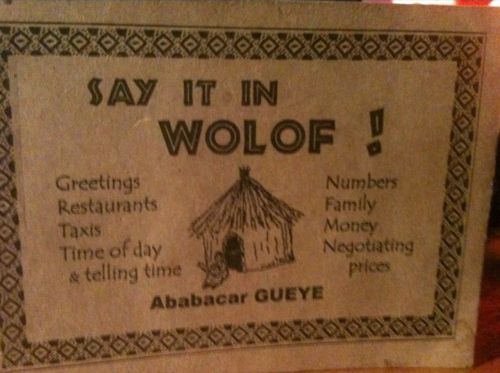 SAY IT IN
WOLOF !
Greetings
Restaurants
Taxis
Time of day
& telling time
Numbers
Family
Money
Negotiating
prices
Ababacar GUEYE